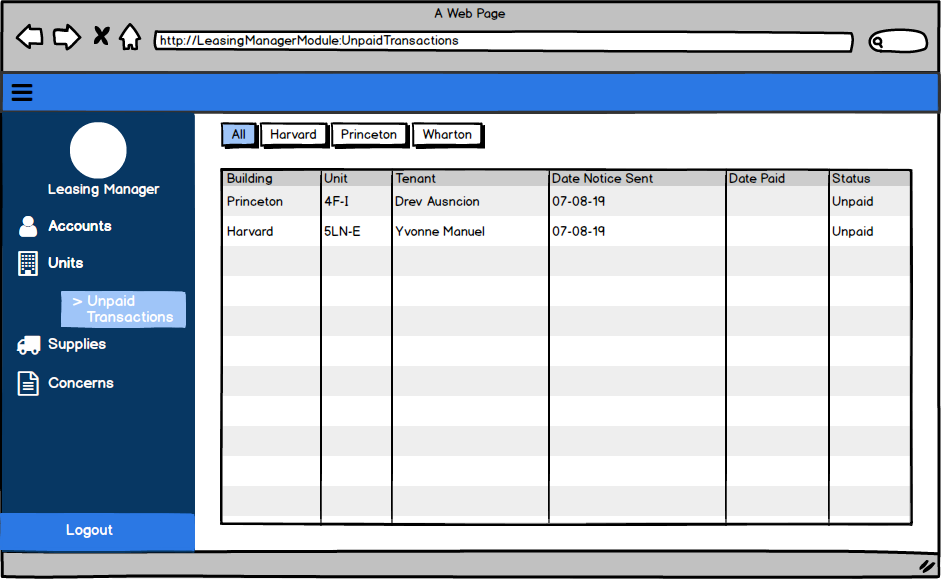 A Web Page
http://LeasingManagerModule:UnpaidTransactions
All Harvard Princeton Wharton
Leasing Manager
Accounts
Units
> Unpaid
Transactions
Supplies
Concerns
Logout
Building Unit Tenant Date Notice Sent Date Paid Status
Princeton 4F-I Drev Ausncion 07-08-19 Unpaid
Harvard 5LN-E Yvonne Manuel 07-08-19 Unpaid